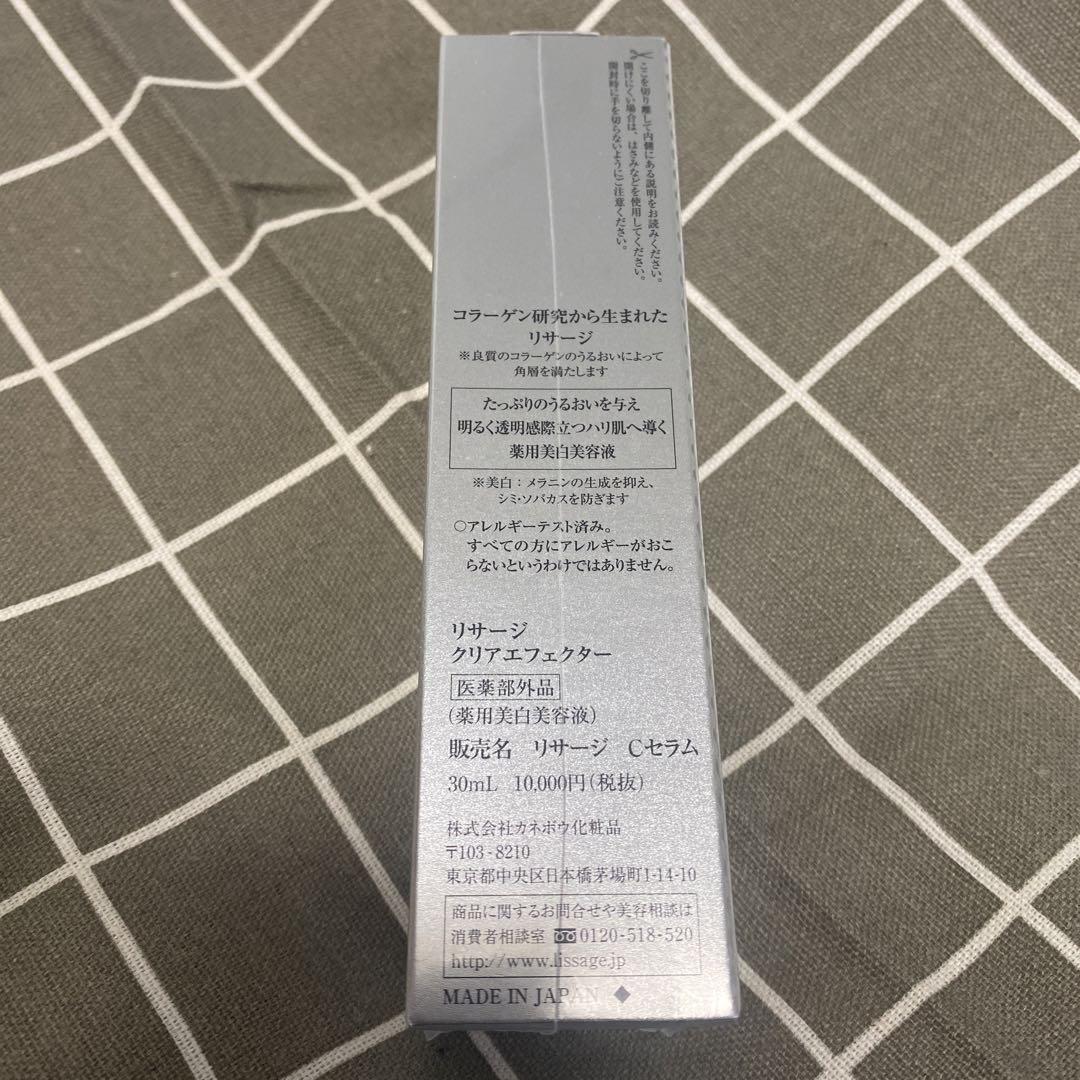 ここを切り離して内側にある説明をお読みください。
開けにくい場合は、はさみなどを使用してください。
開封時に手を切らないようにご注意ください。
コラーゲン研究から生まれた
リサージ
※良質のコラーゲンのうるおいによって
角層を満たします
たっぷりのうるおいを与え
明るく透明感際立つハリ肌へ導く
薬用美白美容液
※美白：メラニンの生成を抑え、
シミ・ソバカスを防ぎます
○アレルギーテスト済み。
すべての方にアレルギーがおこ
らないというわけではありません。
リサージ
クリアエフェクター
医薬部外品
(薬用美白美容液)
販売名 リサージ Cセラム
30mL 10,000円(税抜)
株式会社カネボウ化粧品
〒103-8210
東京都中央区日本橋茅場町1-14-10
商品に関するお問合せや美容相談は
消費者相談室 0120-518-520
http://www.lissage.jp
MADE IN JAPAN